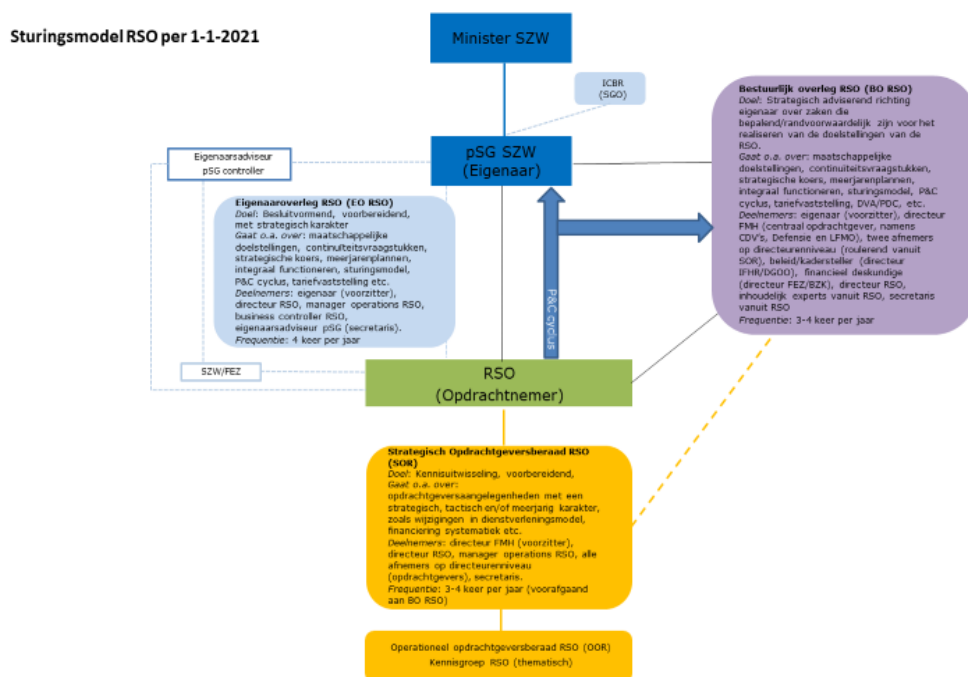 Sturingsmodel RSO per 1-1-2021
Minister SZW
ICBR
(SGO)
pSG SZW
(Eigenaar)
Eigenaarsadviseur
pSG controller
Eigenaaroverleg RSO (EO RSO)
Doel: Besluitvormend, voorbereidend,
met strategisch karakter
Gaat o.a. over: maatschappelijke
doelstellingen, continuïteitsvraagstukken,
strategische koers, meerjarenplannen,
integraal functioneren, sturingsmodel,
P&C cyclus, tariefvaststelling etc.
Deelnemers: eigenaar (voorzitter),
directeur RSO, manager operations RSO,
business controller RSO,
eigenaarsadviseur pSG (secretaris).
Frequentie: 4 keer per jaar
SZW/FEZ
P&C cyclus
Bestuurlijk overleg RSO (BO RSO)
Doel: Strategisch adviserend richting
eigenaar over zaken die
bepalend/randvoorwaardelijk zijn voor het
realiseren van de doelstellingen van de
RSO.
Gaat o.a. over: maatschappelijke
doelstellingen, continuïteitsvraagstukken,
strategische koers, meerjarenplannen,
integraal functioneren, sturingsmodel, P&C
cyclus, tariefvaststelling, DVA/PDC, etc.
Deelnemers: eigenaar (voorzitter), directeur
FMH (centraal opdrachtgever, namens
CDV's, Defensie en LFMO), twee afnemers
op directeurenniveau (roulerend vanuit
SOR), beleid/kadersteller (directeur
IFHR/DGOO), financieel deskundige
(directeur FEZ/BZK), directeur RSO,
inhoudelijk experts vanuit RSO, secretaris
vanuit RSO
Frequentie: 3-4 keer per jaar
RSO
(Opdrachtnemer)
Strategisch Opdrachtgeversberaad RSO
(SOR)
Doel: Kennisuitwisseling, voorbereidend,
Gaat o.a. over:
opdrachtgeversaangelegenheden met een
strategisch, tactisch en/of meerjarig karakter,
zoals wijzigingen in dienstverleningsmodel,
financiering systematiek etc.
Deelnemers: directeur FMH (voorzitter),
directeur RSO, manager operations RSO, alle
afnemers op directeurenniveau
(opdrachtgevers), secretaris.
Frequentie: 3-4 keer per jaar (voorafgaand
aan BO RSO)
Operationeel opdrachtgeversberaad RSO (OOR)
Kennisgroep RSO (thematisch)